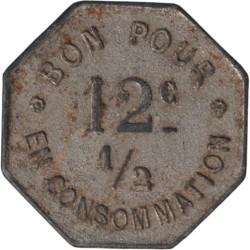 BON POUR
12c
1/2
EN CONSOMMATION